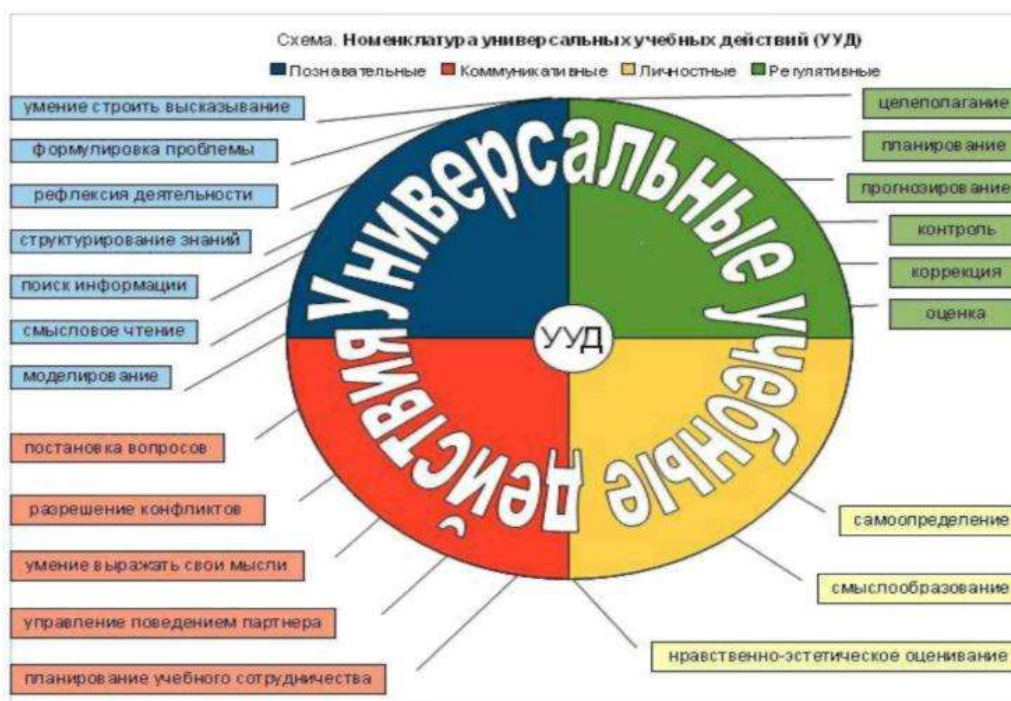 Схема. Номенклатура универсальных учебных действий (УУД)
Познавательные Коммуникативные Личностные Регулятивные
умение строить высказывание
формулировка проблемы
рефлексия деятельности
структурирование знаний
поиск информации
смысловое чтение
моделирование
постановка вопросов
разрешение конфликтов
умение выражать свои мысли
управление поведением партнера
планирование учебного сотрудничества
Универсальные учебные действия
УУД
целеполагание
планирование
прогнозирование
контроль
коррекция
оценка
самоопределение
смыслообразование
нравственно-эстетическое оценивание